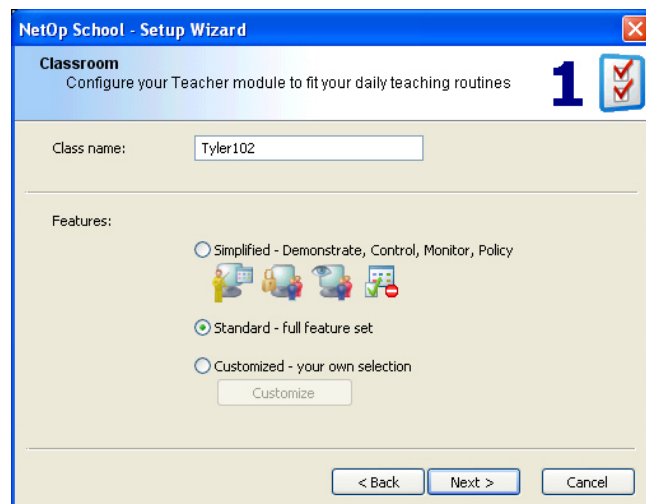 NetOp School - Setup Wizard
Classroom
Configure your Teacher module to fit your daily teaching routines
1
Class name:
Tyler102
Features:
Simplified - Demonstrate, Control, Monitor, Policy
Standard - full feature set
Customized - your own selection
Customize
< Back
Next >
Cancel